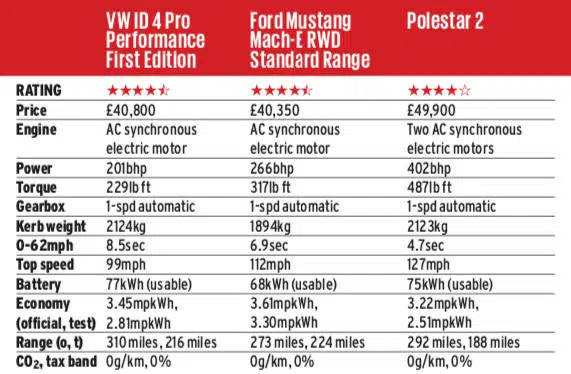 VW ID 4 Pro Performance First Edition
Ford Mustang Mach-E RWD Standard Range
Polestar 2
RATING ★★★★⯪ ★★★★⯪ ★★★★☆
Price £40,800 £40,350 £49,900
Engine AC synchronous electric motor AC synchronous electric motor Two AC synchronous electric motors
Power 201bhp 266bhp 402bhp
Torque 229lb ft 317lb ft 487lb ft
Gearbox 1-spd automatic 1-spd automatic 1-spd automatic
Kerb weight 2124kg 1894kg 2123kg
0-62mph 8.5sec 6.9sec 4.7sec
Top speed 99mph 112mph 127mph
Battery 77kWh (usable) 68kWh (usable) 75kWh (usable)
Economy 3.45mpkWh, 3.61mpkWh, 3.22mpkWh,
(official, test) 2.81mpkWh 3.30mpkWh 2.51mpkWh
Range (o, t) 310 miles, 216 miles 273 miles, 224 miles 292 miles, 188 miles
CO₂, tax band 0g/km, 0% 0g/km, 0% 0g/km, 0%